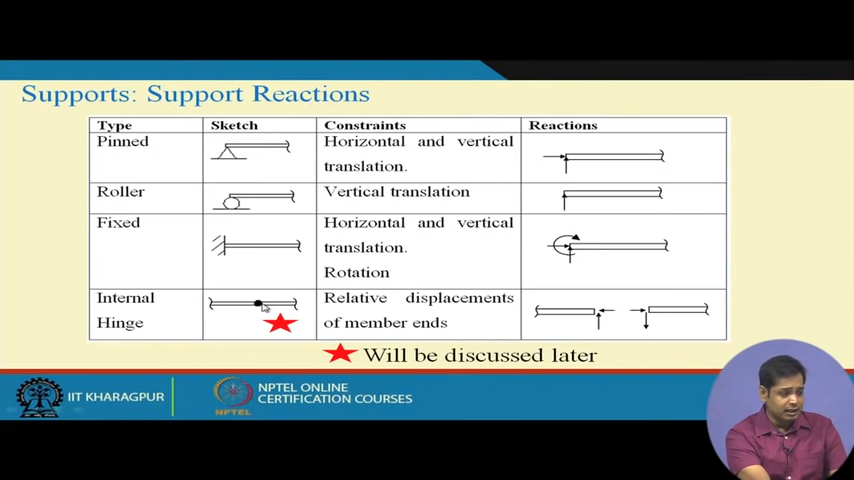 Supports: Support Reactions
Type Sketch Constraints Reactions
Pinned Horizontal and vertical
translation.
Roller Vertical translation
Fixed Horizontal and vertical
translation.
Rotation
Internal Relative displacements
Hinge of member ends
Will be discussed later
IIT KHARAGPUR
NPTEL
NPTEL ONLINE
CERTIFICATION COURSES